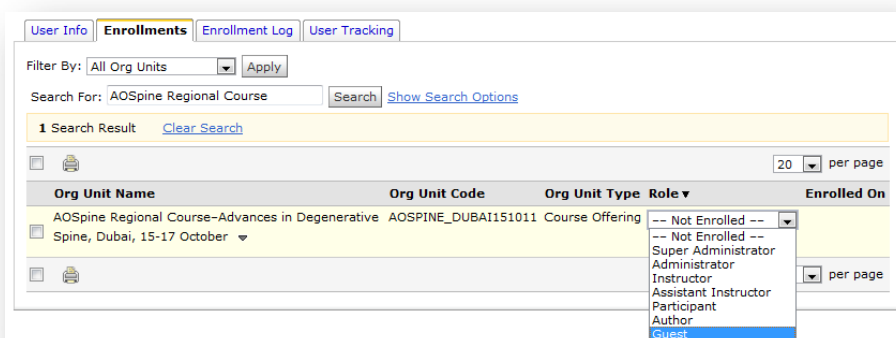 User Info Enrollments Enrollment Log User Tracking
Filter By: All Org Units Apply
Search For: AOSpine Regional Course Search Show Search Options
1 Search Result Clear Search
20 per page
Org Unit Name Org Unit Code Org Unit Type Role ▼ Enrolled On
AOSpine Regional Course–Advances in Degenerative AOSPINE_DUBAI151011 Course Offering -- Not Enrolled --
Spine, Dubai, 15-17 October
-- Not Enrolled --
Super Administrator
Administrator
Instructor
per page
Assistant Instructor
Participant
Author
Guest